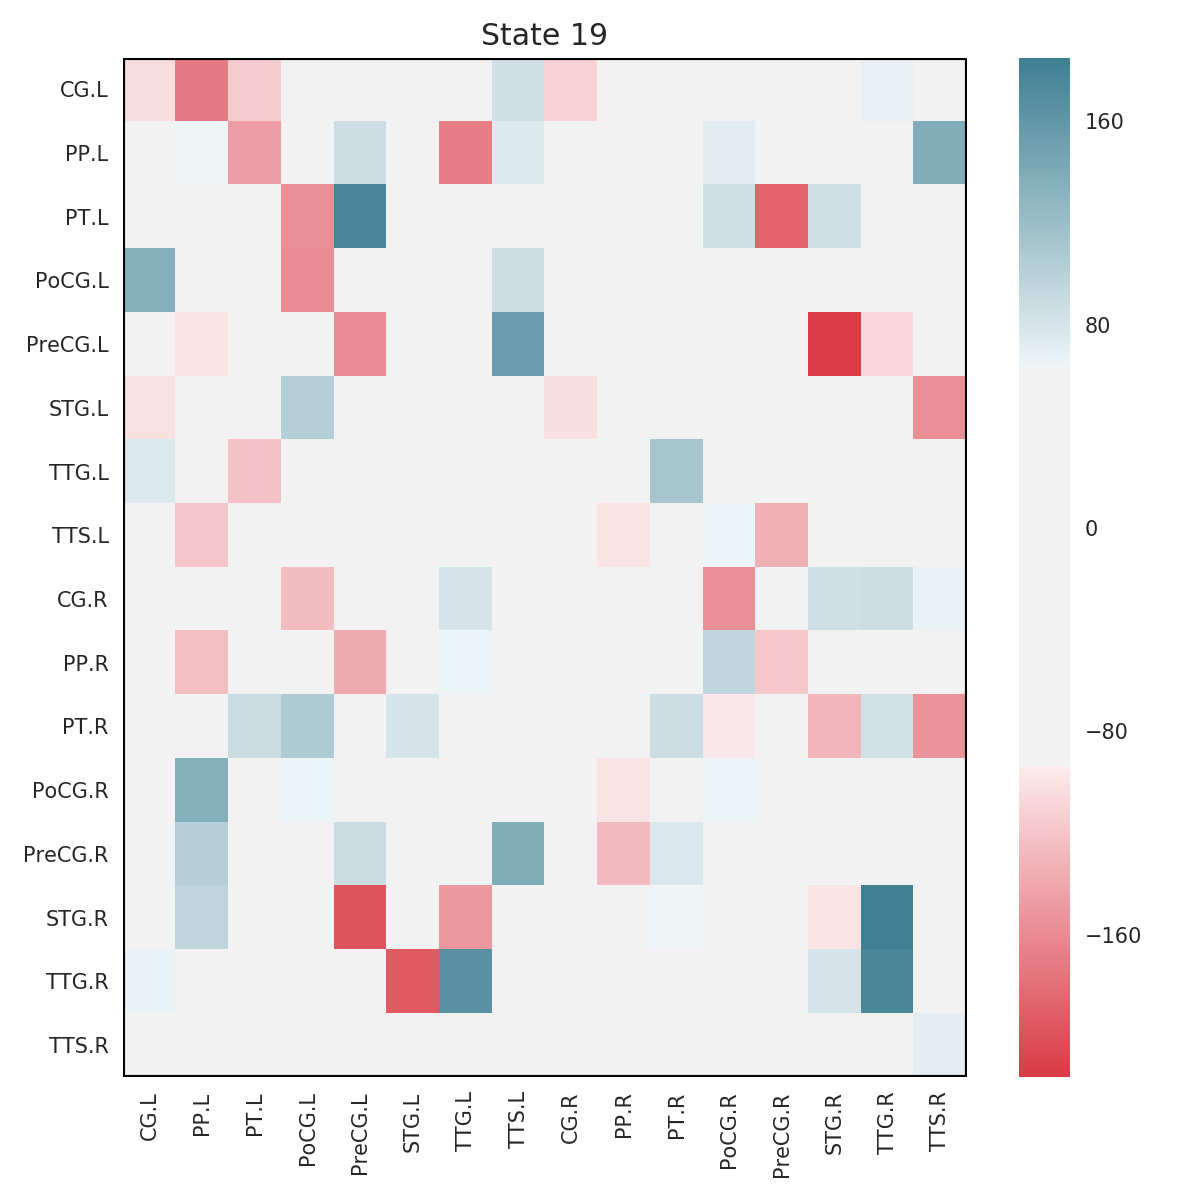 State 19
CG.L
PP.L
PT.L
PoCG.L
PreCG.L
STG.L
TTG.L
TTS.L
CG.R
PP.R
PT.R
PoCG.R
PreCG.R
STG.R
TTG.R
TTS.R
CG.L
PP.L
PT.L
PoCG.L
PreCG.L
STG.L
TTG.L
TTS.L
CG.R
PP.R
PT.R
PoCG.R
PreCG.R
STG.R
TTG.R
TTS.R
160
80
0
−80
−160